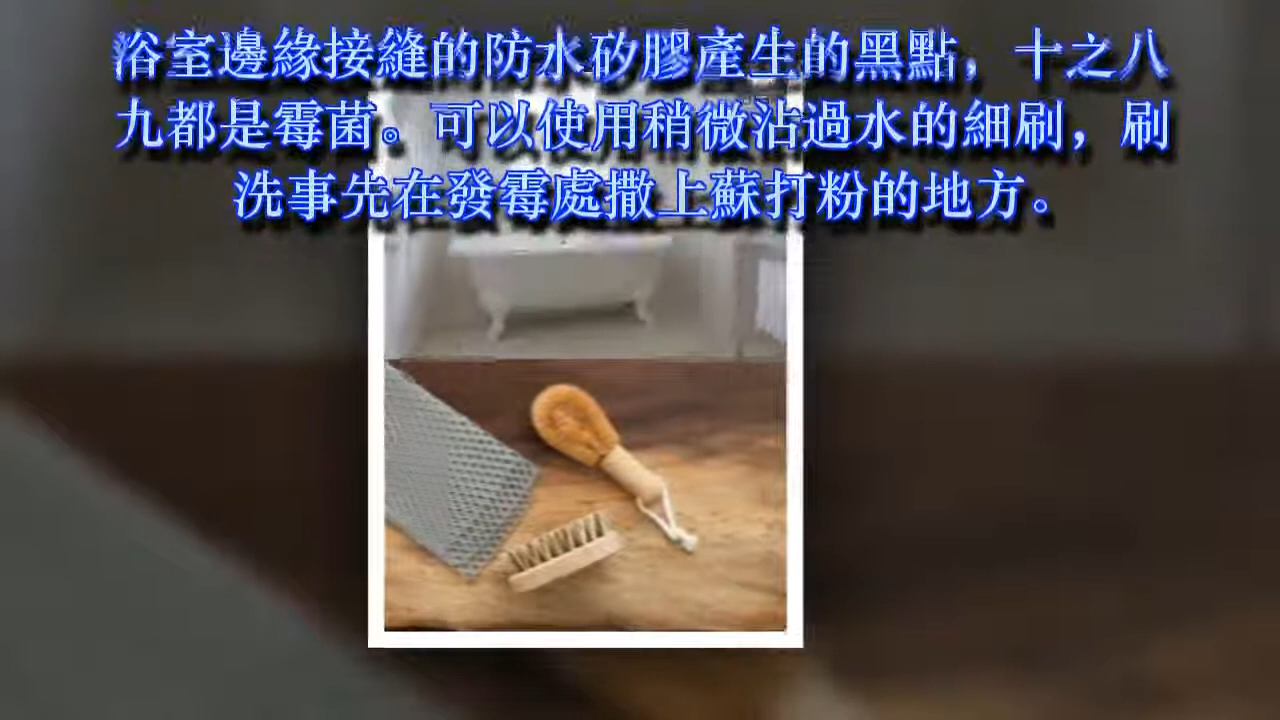 浴室邊緣接縫的防水矽膠產生的黑點，十之八
九都是霉菌。可以使用稍微沾過水的細刷，刷
洗事先在發霉處撒上蘇打粉的地方。